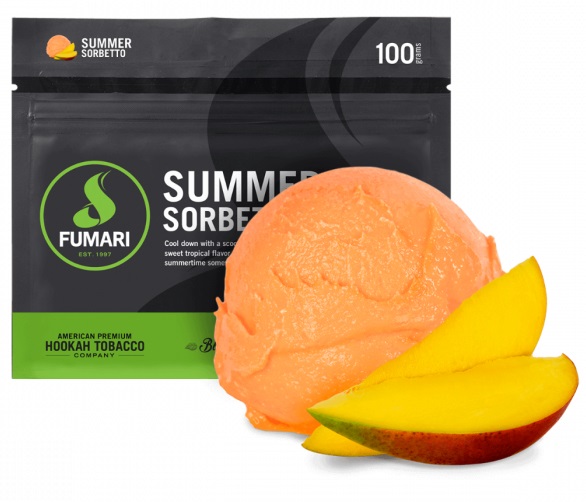 SUMMER
SORBETTO
100 grams
SUMMER
SORBET
FUMARI
EST. 1997
Cool down with a scoo
sweet tropical flavor
summertime some
AMERICAN PREMIUM
HOOKAH TOBACCO
COMPANY